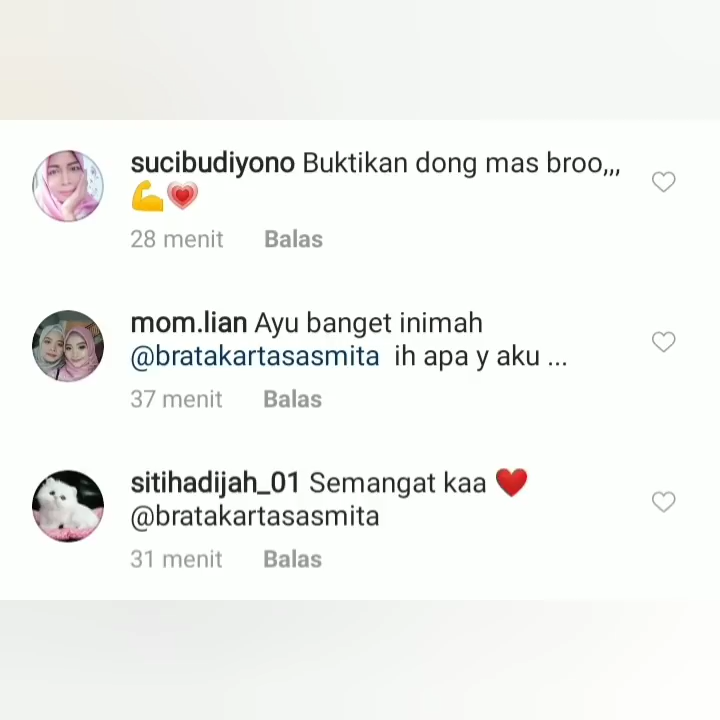 sucibudiyono Buktikan dong mas broo,,,
💪💗
28 menit Balas
mom.lian Ayu banget inimah
@bratakartasasmita ih apa y aku ...
37 menit Balas
sitihadijah_01 Semangat kaa ❤️
@bratakartasasmita
31 menit Balas